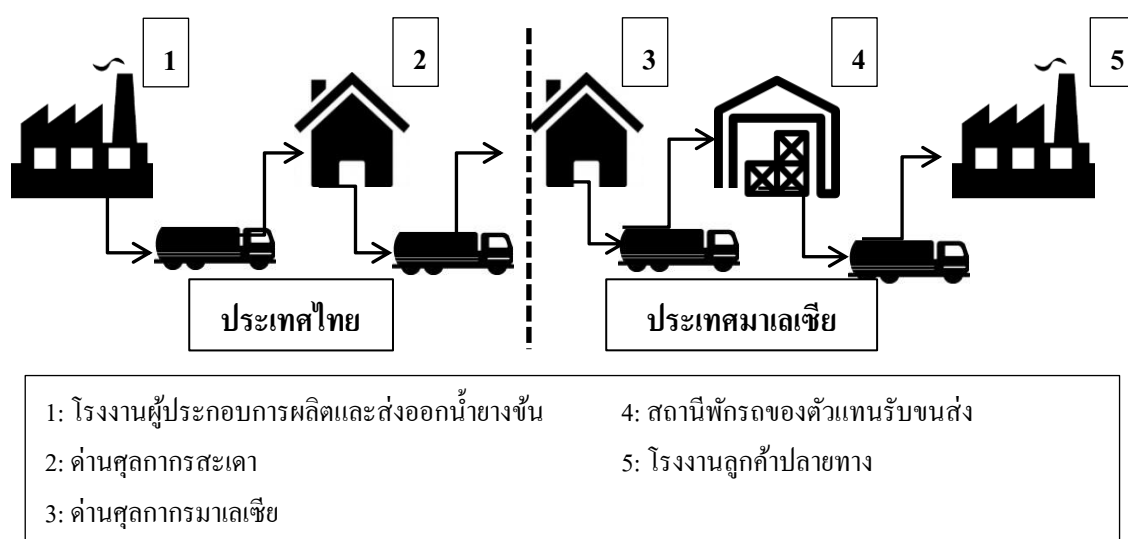 1
2
3
4
5
ประเทศไทย
ประเทศมาเลเซีย
1: โรงงานผู้ประกอบการผลิตและส่งออกน้ำยางข้น
2: ด่านศุลกากรสะเดา
3: ด่านศุลกากรมาเลเซีย
4: สถานีพักรถของตัวแทนรับขนส่ง
5: โรงงานลูกค้าปลายทาง